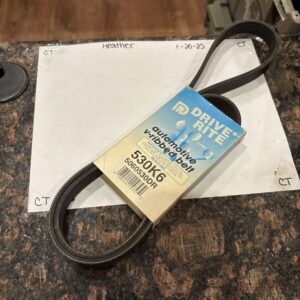 Heather 1-26-25 CT
CT
DRIVE
RITE
automotive
v-ribbed belt
530K6
5060530DR
CT
CT